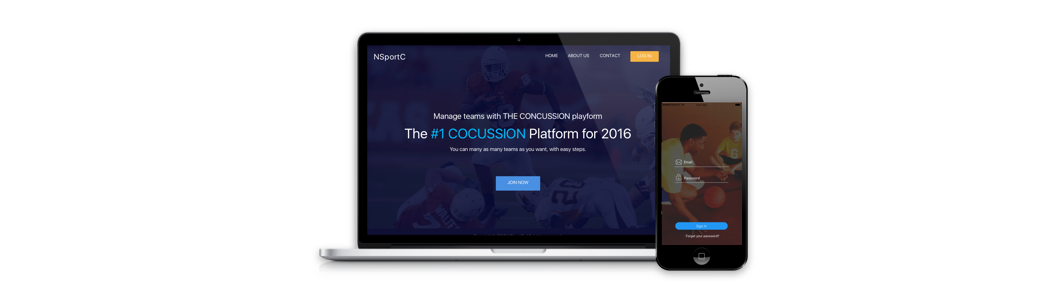 NSportC
HOME ABOUT US CONTACT LOG IN
Manage teams with THE CONCUSSION playform
The #1 COCUSSION Platform for 2016
You can many as many teams as you want, with easy steps.
JOIN NOW
Email
Password
Sign in
Forgot your password?